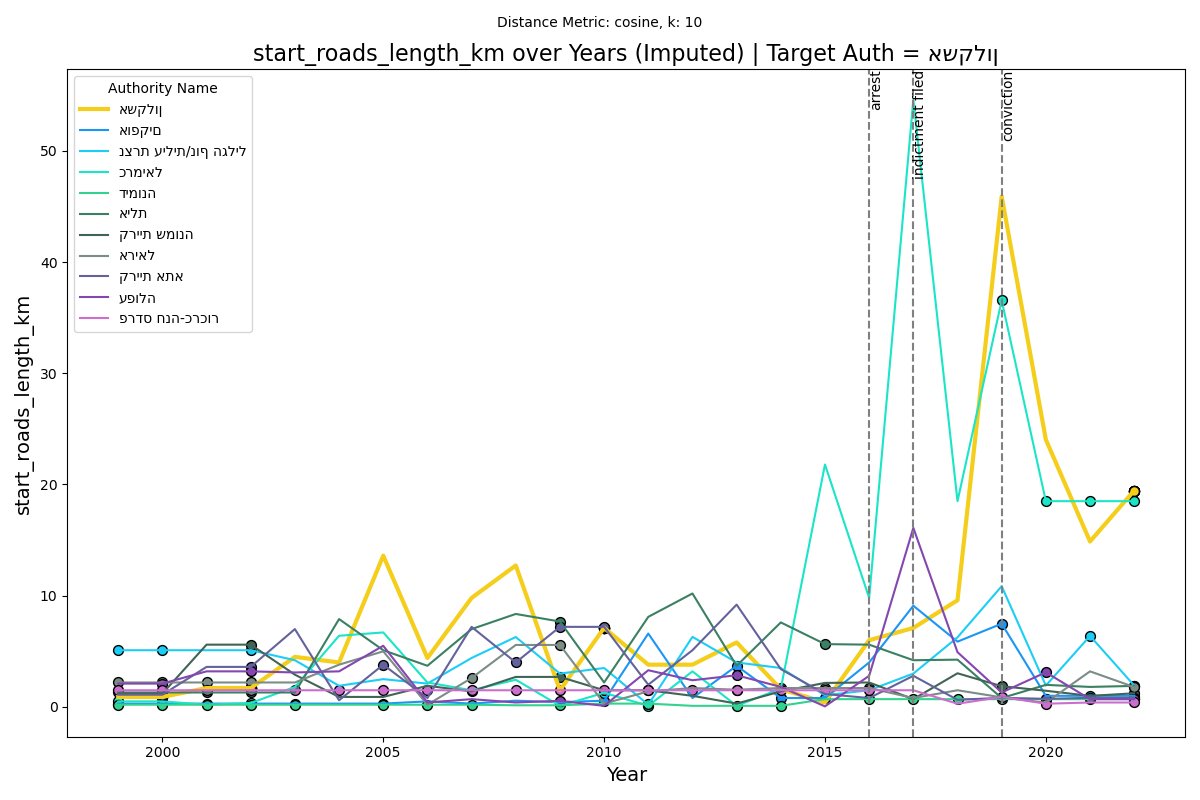 Distance Metric: cosine, k: 10
start_roads_length_km over Years (Imputed) | Target Auth = אשקלון
Authority Name
אשקלון
אופקים
נצרת עילית/נוף הגליל
כרמיאל
דימונה
אילת
קריית שמונה
אריאל
קריית אתא
עפולה
פרדס חנה-כרכור
arrest
indictment filed
conviction
start_roads_length_km
50
40
30
20
10
0
2000
2005
2010
2015
2020
Year